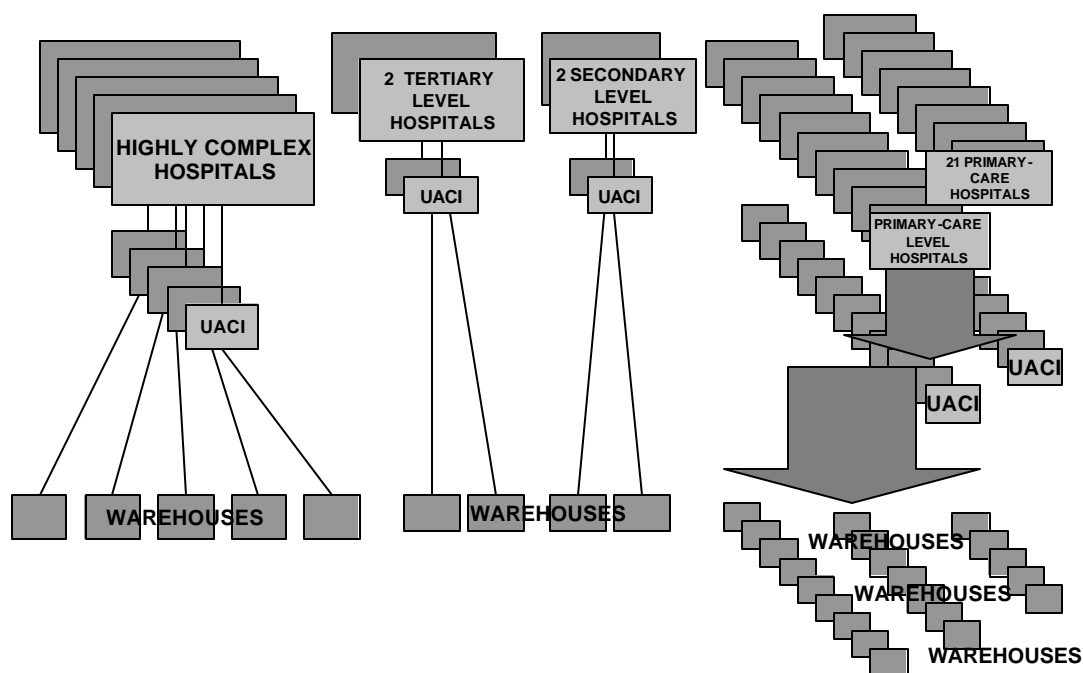 HIGHLY COMPLEX
HOSPITALS
2 TERTIARY
LEVEL
HOSPITALS
2 SECONDARY
LEVEL
HOSPITALS
21 PRIMARY-
CARE
HOSPITALS
PRIMARY-CARE
LEVEL
HOSPITALS
UACI
UACI
UACI
UACI
UACI
WAREHOUSES
WAREHOUSES
WAREHOUSES
WAREHOUSES
WAREHOUSES